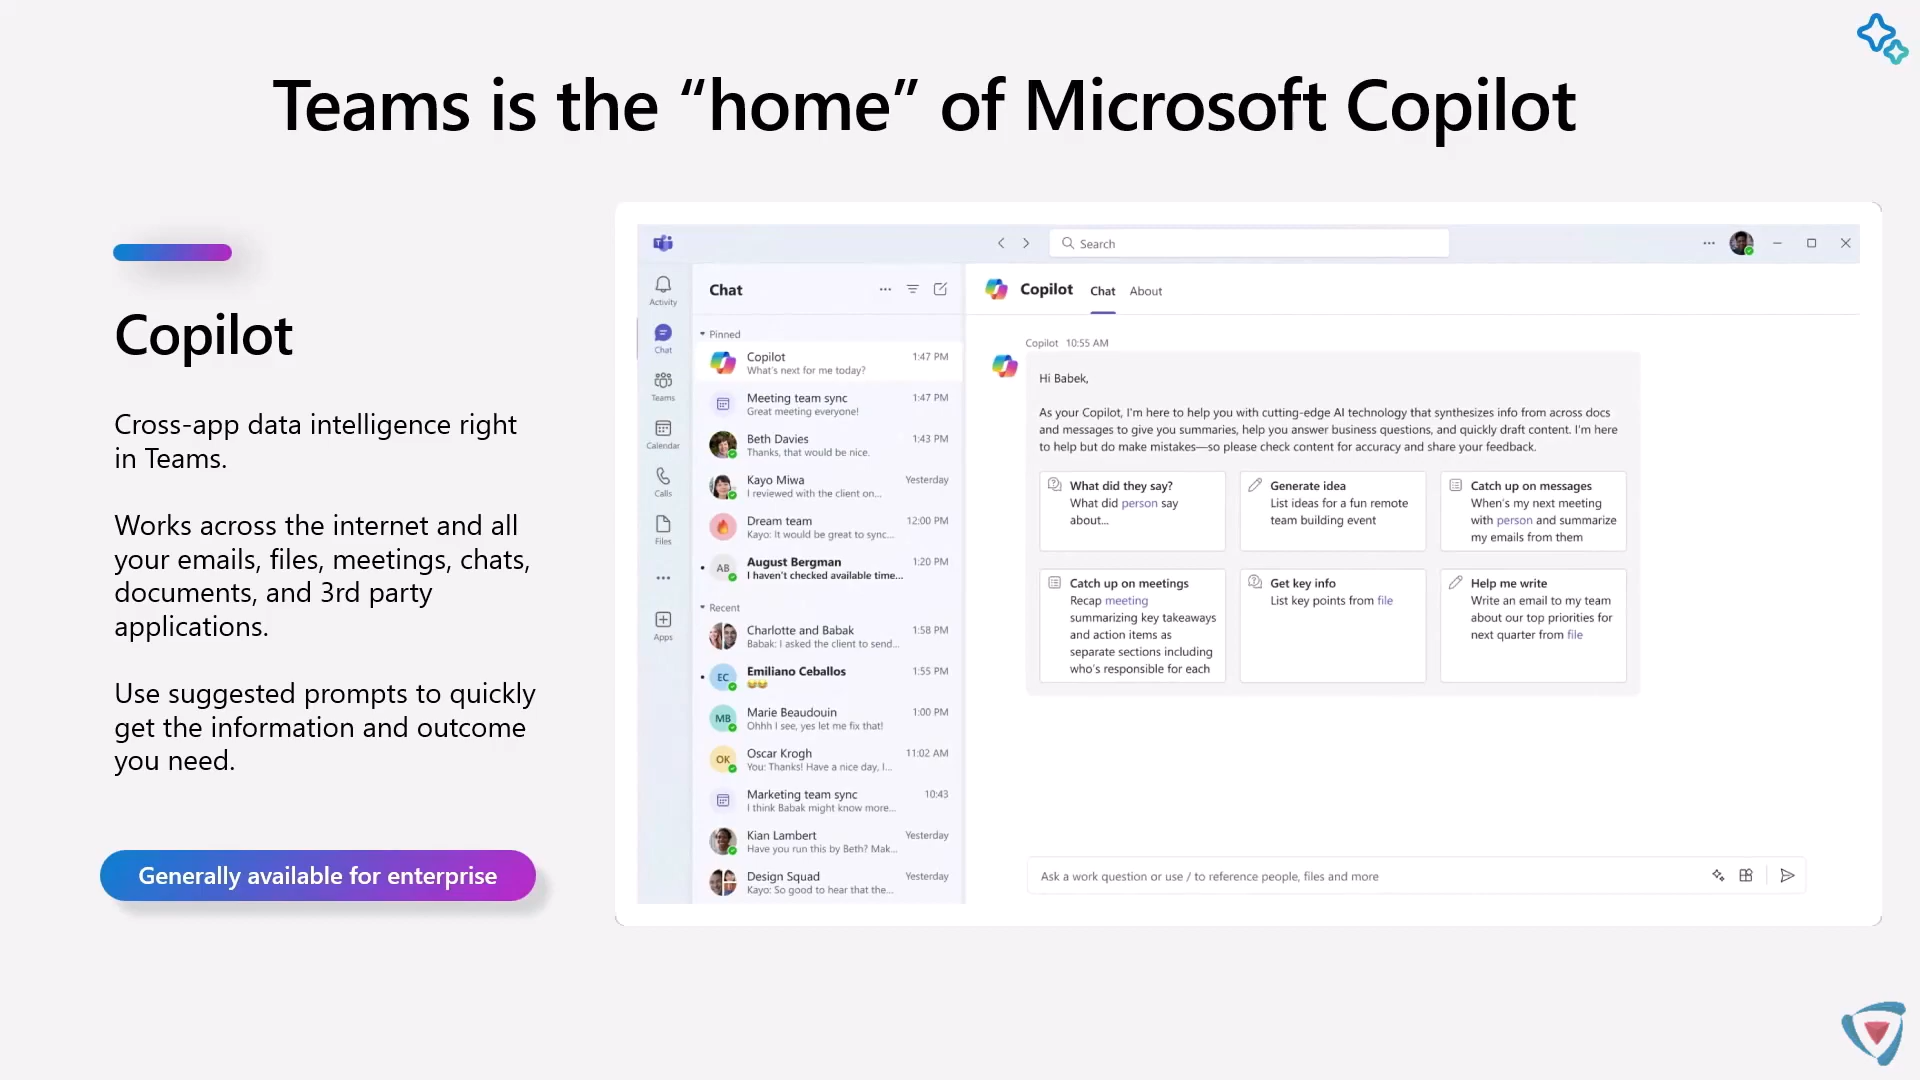 Teams is the “home” of Microsoft Copilot
Copilot
Cross-app data intelligence right
in Teams.
Works across the internet and all
your emails, files, meetings, chats,
documents, and 3rd party
applications.
Use suggested prompts to quickly
get the information and outcome
you need.
Generally available for enterprise
Search
Activity
Chat
Teams
Calendar
Calls
Files
Apps
Chat
Pinned
Copilot 1:47 PM
What's next for me today?
Meeting team sync 1:47 PM
Great meeting everyone!
Beth Davies 1:43 PM
Thanks, that would be nice.
Kayo Miwa Yesterday
I reviewed with the client on...
Dream team 12:00 PM
Kayo: It would be great to sync...
AB
August Bergman 1:20 PM
I haven't checked available time...
Recent
Charlotte and Babak 1:58 PM
Babak: I asked the client to send...
EC
Emiliano Ceballos 1:55 PM
MB
Marie Beaudouin 1:00 PM
Ohhh I see, yes let me fix that!
OK
Oscar Krogh 11:02 AM
You: Thanks! Have a nice day, I...
Marketing team sync 10:43
I think Babak might know more...
Kian Lambert Yesterday
Have you run this by Beth? Mak...
Design Squad Yesterday
Kayo: So good to hear that the...
Copilot Chat About
Copilot 10:55 AM
Hi Babek,
As your Copilot, I'm here to help you with cutting-edge AI technology that synthesizes info from across docs
and messages to give you summaries, help you answer business questions, and quickly draft content. I'm here
to help but do make mistakes—so please check content for accuracy and share your feedback.
What did they say?
What did person say
about...
Generate idea
List ideas for a fun remote
team building event
Catch up on messages
When's my next meeting
with person and summarize
my emails from them
Catch up on meetings
Recap meeting
summarizing key takeaways
and action items as
separate sections including
who's responsible for each
Get key info
List key points from file
Help me write
Write an email to my team
about our top priorities for
next quarter from file
Ask a work question or use / to reference people, files and more